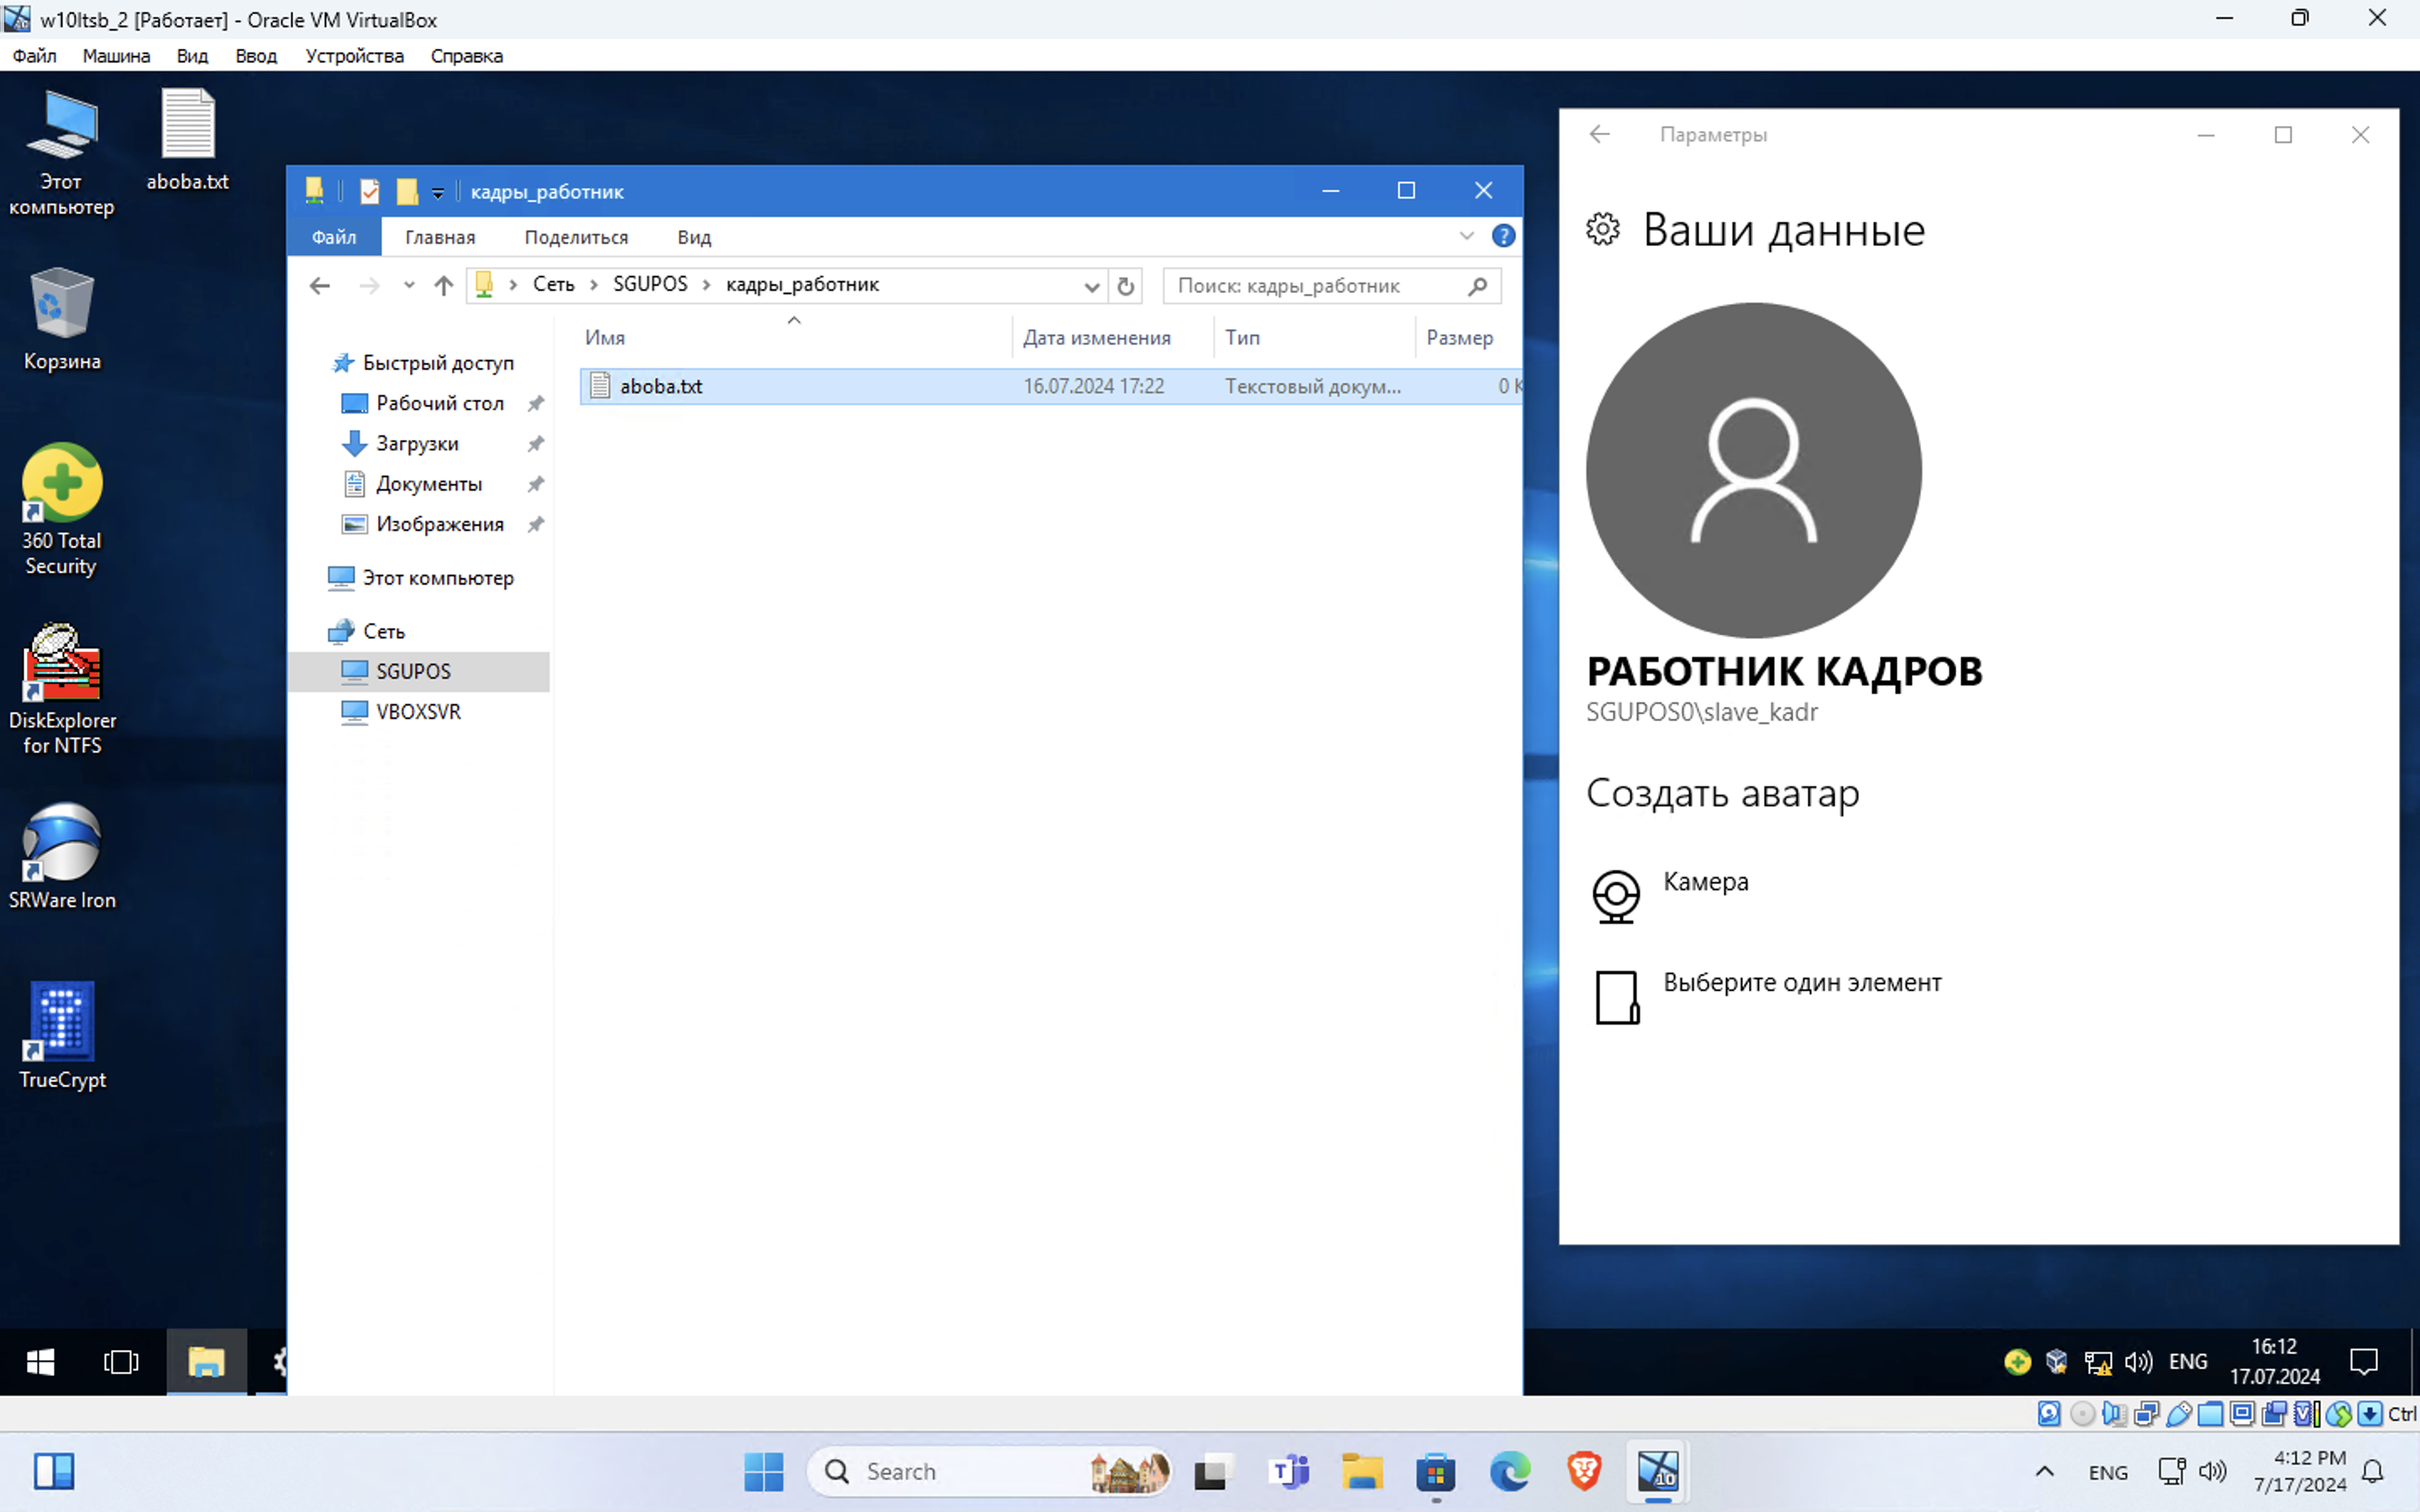 w10ltsb_2 [Работает] - Oracle VM VirtualBox
Файл Машина Вид Ввод Устройства Справка
Этот компьютер
aboba.txt
Корзина
360 Total Security
DiskExplorer for NTFS
SRWare Iron
TrueCrypt
кадры_работник
Файл Главная Поделиться Вид
Сеть SGUPOS кадры_работник
Поиск: кадры_работник
Имя Дата изменения Тип Размер
aboba.txt 16.07.2024 17:22 Текстовый докум... 0 К
Быстрый доступ
Рабочий стол
Загрузки
Документы
Изображения
Этот компьютер
Сеть
SGUPOS
VBOXSVR
Параметры
Ваши данные
РАБОТНИК КАДРОВ
SGUPOS0\slave_kadr
Создать аватар
Камера
Выберите один элемент
ENG
16:12
17.07.2024
Ctrl
Search
ENG
4:12 PM
7/17/2024